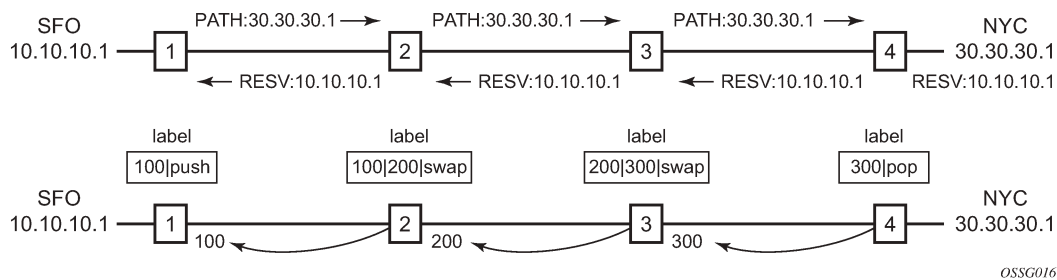 PATH:30.30.30.1 PATH:30.30.30.1 PATH:30.30.30.1
SFO NYC
10.10.10.1 1 2 3 4 30.30.30.1
RESV:10.10.10.1 RESV:10.10.10.1 RESV:10.10.10.1 RESV:10.10.10.1
label label label label
100|push 100|200|swap 200|300|swap 300|pop
SFO NYC
10.10.10.1 1 2 3 4 30.30.30.1
100 200 300
OSSG016